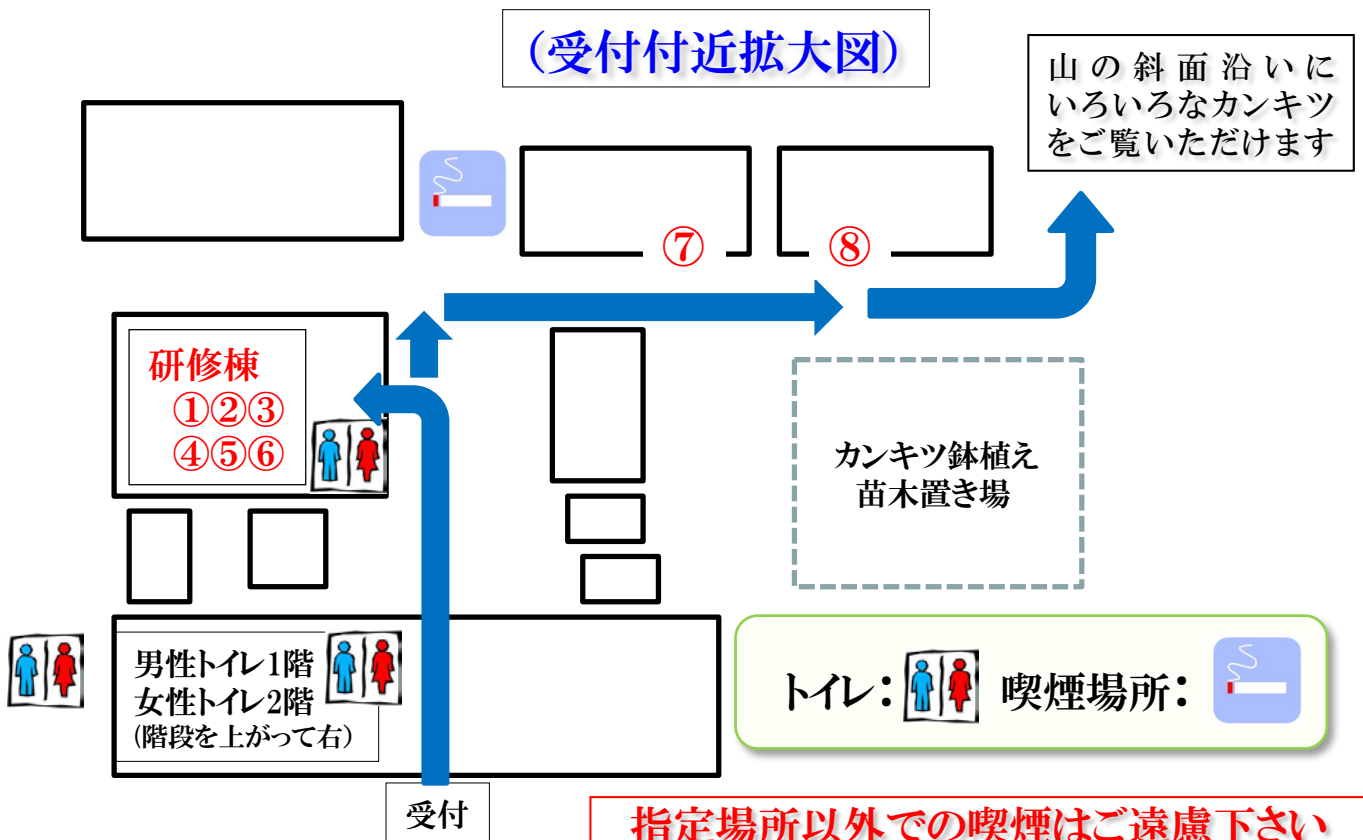 (受付付近拡大図)
山の斜面沿いに
いろいろなカンキツ
をご覧いただけます
⑦
⑧
研修棟
①②③
④⑤⑥
カンキツ鉢植え
苗木置き場
男性トイレ1階
女性トイレ2階
(階段を上がって右)
トイレ:
喫煙場所:
受付
指定場所以外での喫煙はご遠慮下さい